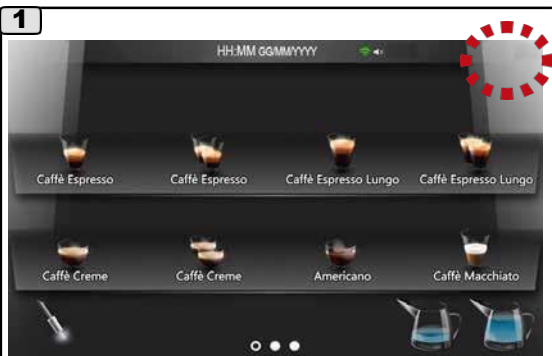 1
HH:MM GG/MM/YYYY
Caffè Espresso Caffè Espresso Caffè Espresso Lungo Caffè Espresso Lungo
Caffè Creme Caffè Creme Americano Caffè Macchiato